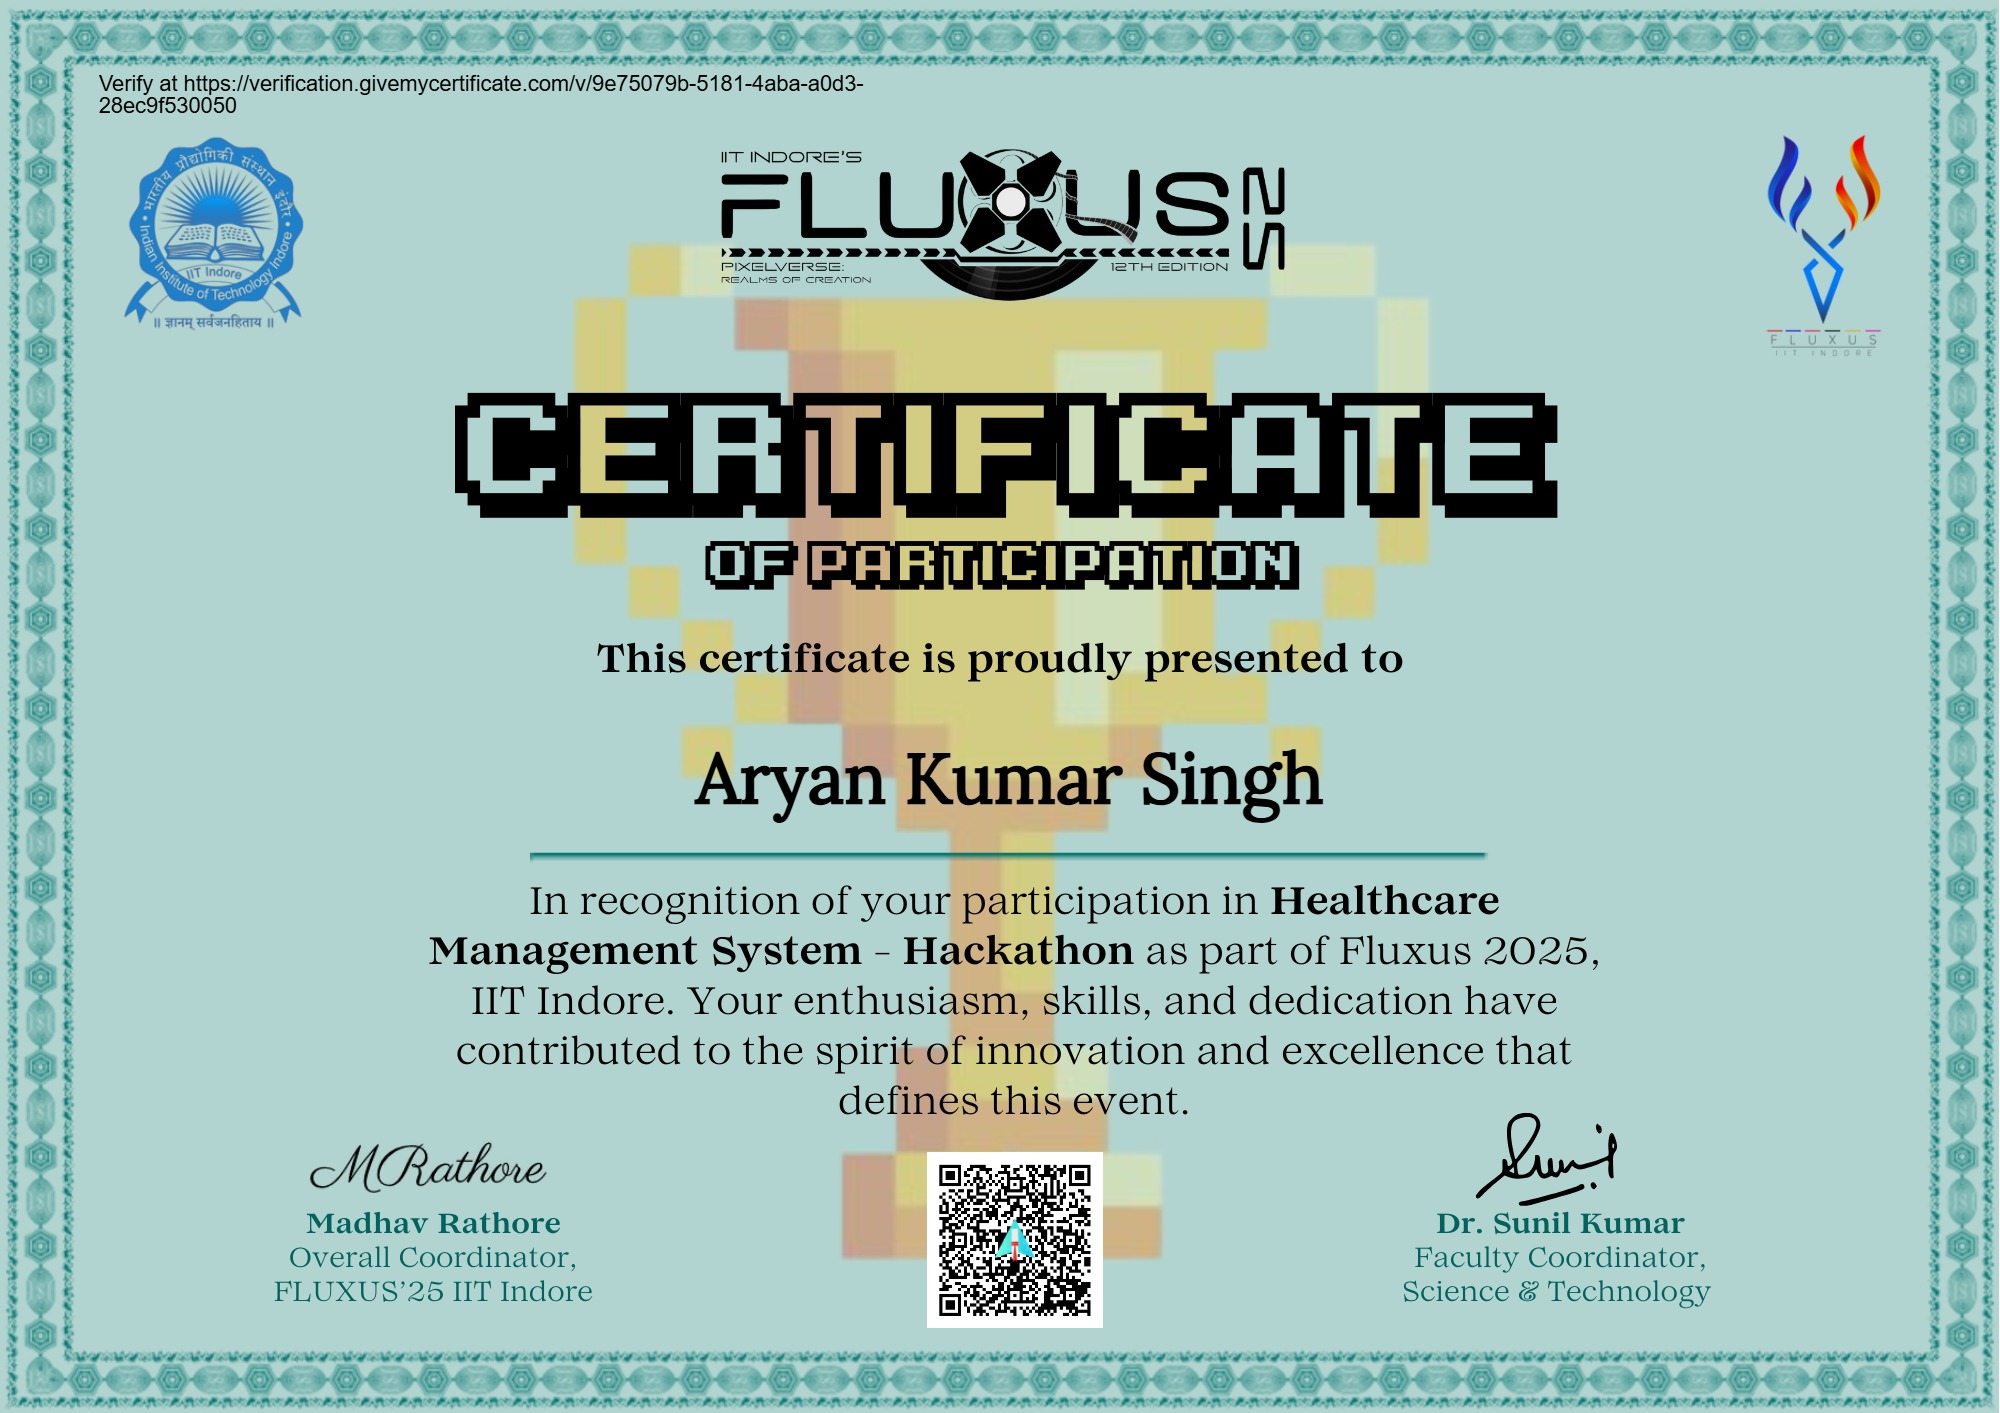 Verify at https://verification.givemycertificate.com/v/9e75079b-5181-4aba-a0d3-
28ec9f530050
भारतीय प्रौद्योगिकी संस्थान इंदौर
Indian Institute of Technology Indore
IIT Indore
॥ ज्ञानम् सर्वजनहिताय ॥
IIT INDORE'S
FLUXUS 25
PIXELVERSE:
REALMS OF CREATION
12TH EDITION
FLUXUS
IIT INDORE
CERTIFICATE
OF PARTICIPATION
This certificate is proudly presented to
Aryan Kumar Singh
In recognition of your participation in Healthcare
Management System - Hackathon as part of Fluxus 2025,
IIT Indore. Your enthusiasm, skills, and dedication have
contributed to the spirit of innovation and excellence that
defines this event.
MRathore
Madhav Rathore
Overall Coordinator,
FLUXUS’25 IIT Indore
Sunil
Dr. Sunil Kumar
Faculty Coordinator,
Science & Technology